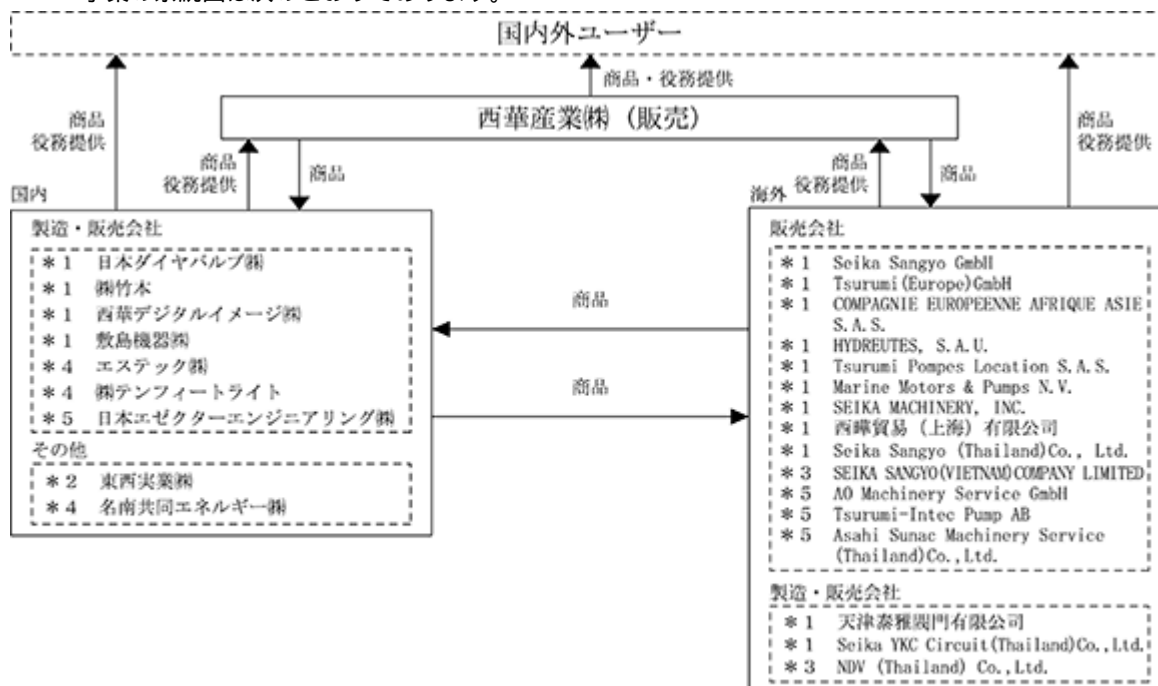 国内外ユーザー
商品・役務提供
西華産業㈱（販売）
商品
役務提供
商品
役務提供
商品
役務提供
商品
商品
役務提供
商品
国内
海外
製造・販売会社
＊1 日本ダイヤバルブ㈱
＊1 ㈱竹本
＊1 西華デジタルイメージ㈱
＊1 敷島機器㈱
＊4 エステック㈱
＊4 ㈱テンフィートライト
＊5 日本エゼクターエンジニアリング㈱
その他
＊2 東西実業㈱
＊4 名南共同エネルギー㈱
商品
商品
販売会社
＊1 Seika Sangyo GmbH
＊1 Tsurumi(Europe)GmbH
＊1 COMPAGNIE EUROPEENNE AFRIQUE ASIE
S.A.S.
＊1 HYDREUTES, S.A.U.
＊1 Tsurumi Pompes Location S.A.S.
＊1 Marine Motors & Pumps N.V.
＊1 SEIKA MACHINERY, INC.
＊1 西曄貿易（上海）有限公司
＊1 Seika Sangyo (Thailand)Co., Ltd.
＊3 SEIKA SANGYO(VIETNAM)COMPANY LIMITED
＊5 AO Machinery Service GmbH
＊5 Tsurumi-Intec Pump AB
＊5 Asahi Sunac Machinery Service
(Thailand)Co.,Ltd.
製造・販売会社
＊1 天津泰雅閥門有限公司
＊1 Seika YKC Circuit(Thailand)Co.,Ltd.
＊3 NDV (Thailand) Co.,Ltd.